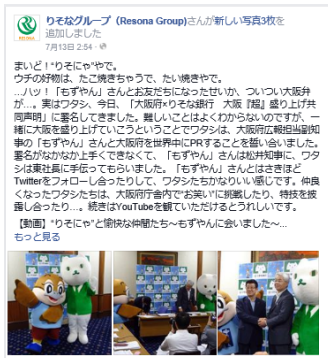 りそなグループ（Resona Group)さんが新しい写真3枚を
追加しました
7月13日 2:54 ·
RESONA
まいど！“りそにゃ”やで。
ウチの好物は、たこ焼きちゃうで、たい焼きやで。
…ハッ！「もずやん」さんとお友だちになったせいか、ついつい大阪弁
が…。実はワタシ、今日、「大阪府×りそな銀行　大阪『超』盛り上げ共
同声明」に署名してきました。難しいことはよくわからないのですが、一
緒に大阪を盛り上げていこうということでワタシは、大阪府広報担当副知
事の「もずやん」さんと大阪府を世界中にPRすることを誓い合いました。
署名がなかなか上手くできなくて、「もずやん」さんは松井知事に、ワタ
シは東社長に手伝ってもらいました。「もずやん」さんとはさきほど
Twitterをフォローし合ったりして、ワタシたちかなりいい感じです。仲良
くなったワタシたちは、大阪府庁舎内で“お笑い”に挑戦したり、特技を披
露し合ったり…。続きはYouTubeを観ていただけるとうれしいです。
【動画】“りそにゃ”と愉快な仲間たち～もずやんに会いました～...
もっと見る